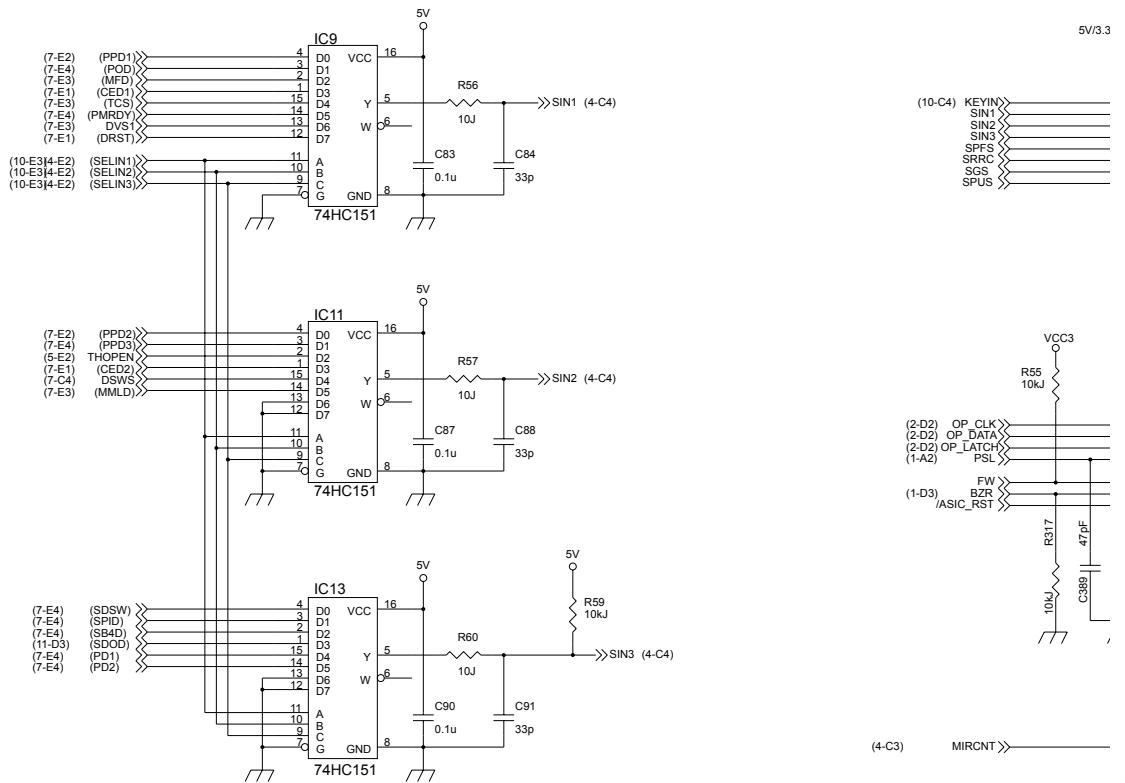 5V
IC9
(7-E2) (PPD1) 4 D0 VCC 16
(7-E4) (POD) 3 D1
(7-E3) (MFD) 2 D2
(7-E1) (CED1) 1 D3
(7-E3) (TCS) 15 D4 Y 5 R56 10J SIN1 (4-C4)
(7-E4) (PMRDY) 14 D5
(7-E3) DVS1 13 D6 W 6
(7-E1) (DRST) 12 D7
(10-E3)(4-E2) (SELIN1) 11 A C83 C84
(10-E3)(4-E2) (SELIN2) 10 B 0.1u 33p
(10-E3)(4-E2) (SELIN3) 9 C
7 G GND 8
74HC151
5V
IC11
(7-E2) (PPD2) 4 D0 VCC 16
(7-E4) (PPD3) 3 D1
(5-E2) THOPEN 2 D2
(7-E1) (CED2) 1 D3
(7-C4) DSWS 15 D4 Y 5 R57 10J SIN2 (4-C4)
(7-E3) (MMLD) 14 D5
13 D6 W 6
12 D7
11 A C87 C88
10 B 0.1u 33p
9 C
7 G GND 8
74HC151
5V 5V
IC13
(7-E4) (SDSW) 4 D0 VCC 16 R59
(7-E4) (SPID) 3 D1 10kJ
(7-E4) (SB4D) 2 D2
(11-D3) (SDOD) 1 D3
(7-E4) (PD1) 15 D4 Y 5 R60 10J SIN3 (4-C4)
(7-E4) (PD2) 14 D5
13 D6 W 6
12 D7
11 A C90 C91
10 B 0.1u 33p
9 C
7 G GND 8
74HC151
5V/3.3
(10-C4) KEYIN
SIN1
SIN2
SIN3
SPFS
SRRC
SGS
SPUS
VCC3
R55
10kJ
(2-D2) OP_CLK
(2-D2) OP_DATA
(2-D2) OP_LATCH
(1-A2) PSL
FW
(1-D3) BZR
/ASIC_RST
R317
10kJ
47pF
C389
(4-C3) MIRCNT